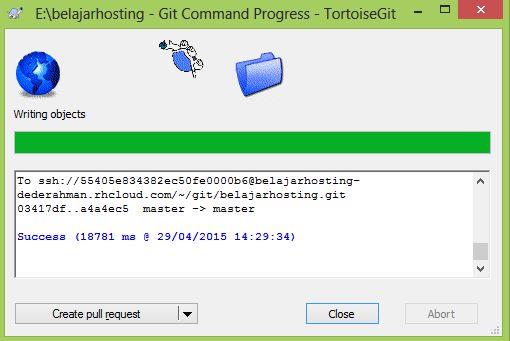 E:\belajarhosting - Git Command Progress - TortoiseGit
Writing objects
To ssh://55405e834382ec50fe0000b6@belajarhosting-
dederahman.rhcloud.com/~/git/belajarhosting.git
03417df..a4a4ec5  master -> master
Success (18781 ms @ 29/04/2015 14:29:34)
Create pull request
Close
Abort